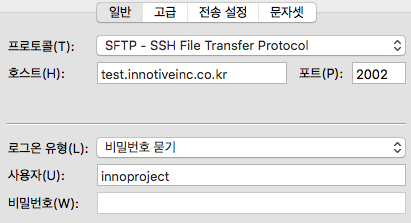 일반 고급 전송 설정 문자셋
프로토콜(T): SFTP - SSH File Transfer Protocol
호스트(H): test.innotiveinc.co.kr 포트(P): 2002
로그온 유형(L): 비밀번호 묻기
사용자(U): innoproject
비밀번호(W):